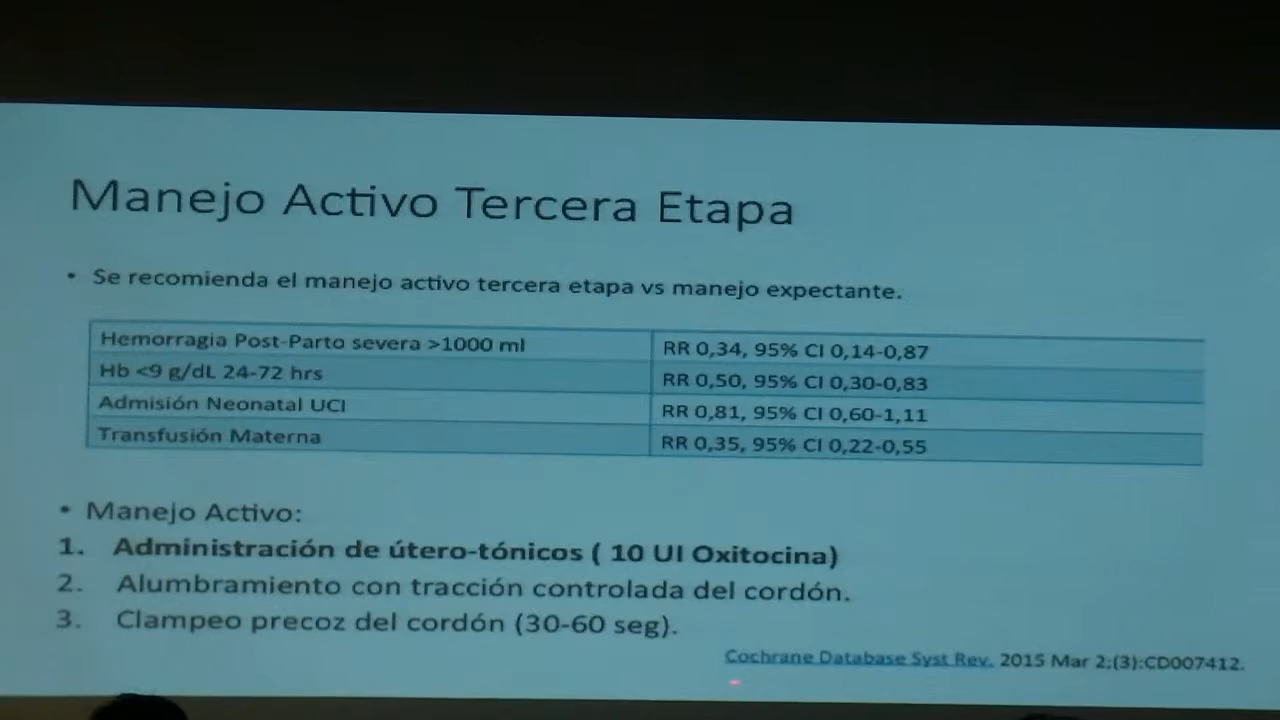 Manejo Activo Tercera Etapa
• Se recomienda el manejo activo tercera etapa vs manejo expectante.
Hemorragia Post-Parto severa >1000 ml RR 0,34, 95% CI 0,14-0,87
Hb <9 g/dL 24-72 hrs RR 0,50, 95% CI 0,30-0,83
Admisión Neonatal UCI RR 0,81, 95% CI 0,60-1,11
Transfusión Materna RR 0,35, 95% CI 0,22-0,55
• Manejo Activo:
1. Administración de útero-tónicos ( 10 UI Oxitocina)
2. Alumbramiento con tracción controlada del cordón.
3. Clampeo precoz del cordón (30-60 seg).
Cochrane Database Syst Rev. 2015 Mar 2;(3):CD007412.